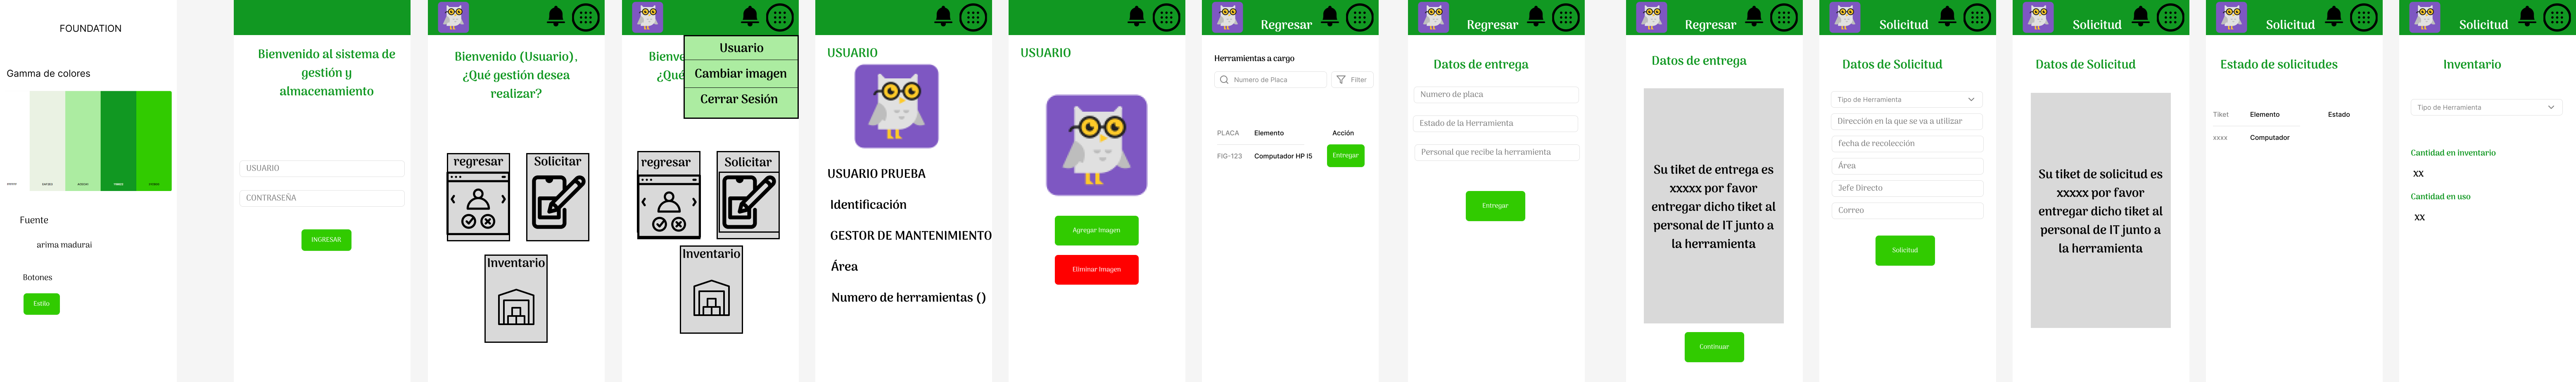 FOUNDATION
Gamma de colores
Fuente
arima madurai
Botones
Estilo
Bienvenido al sistema de
gestión y
almacenamiento
USUARIO
CONTRASEÑA
INGRESAR
Bienvenido (Usuario),
¿Qué gestión desea
realizar?
regresar
Solicitar
Inventario
Bienve
¿Qué
Usuario
Cambiar imagen
Cerrar Sesión
regresar
Solicitar
Inventario
USUARIO
USUARIO PRUEBA
Identificación
GESTOR DE MANTENIMIENTO
Área
Numero de herramientas ()
USUARIO
Agregar Imagen
Eliminar Imagen
Regresar
Herramientas a cargo
Numero de Placa
Filter
PLACA Elemento Acción
FIG-123 Computador HP I5 Entregar
Regresar
Datos de entrega
Numero de placa
Estado de la Herramienta
Personal que recibe la herramienta
Entregar
Regresar
Datos de entrega
Su tiket de entrega es
xxxxx por favor
entregar dicho tiket al
personal de IT junto a
la herramienta
Continuar
Solicitud
Datos de Solicitud
Tipo de Herramienta
Dirección en la que se va a utilizar
fecha de recolección
Área
Jefe Directo
Correo
Solicitud
Solicitud
Datos de Solicitud
Su tiket de solicitud es
xxxxx por favor
entregar dicho tiket al
personal de IT junto a
la herramienta
Solicitud
Estado de solicitudes
Tiket Elemento Estado
xxxx Computador
Solicitud
Inventario
Tipo de Herramienta
Cantidad en inventario
XX
Cantidad en uso
XX